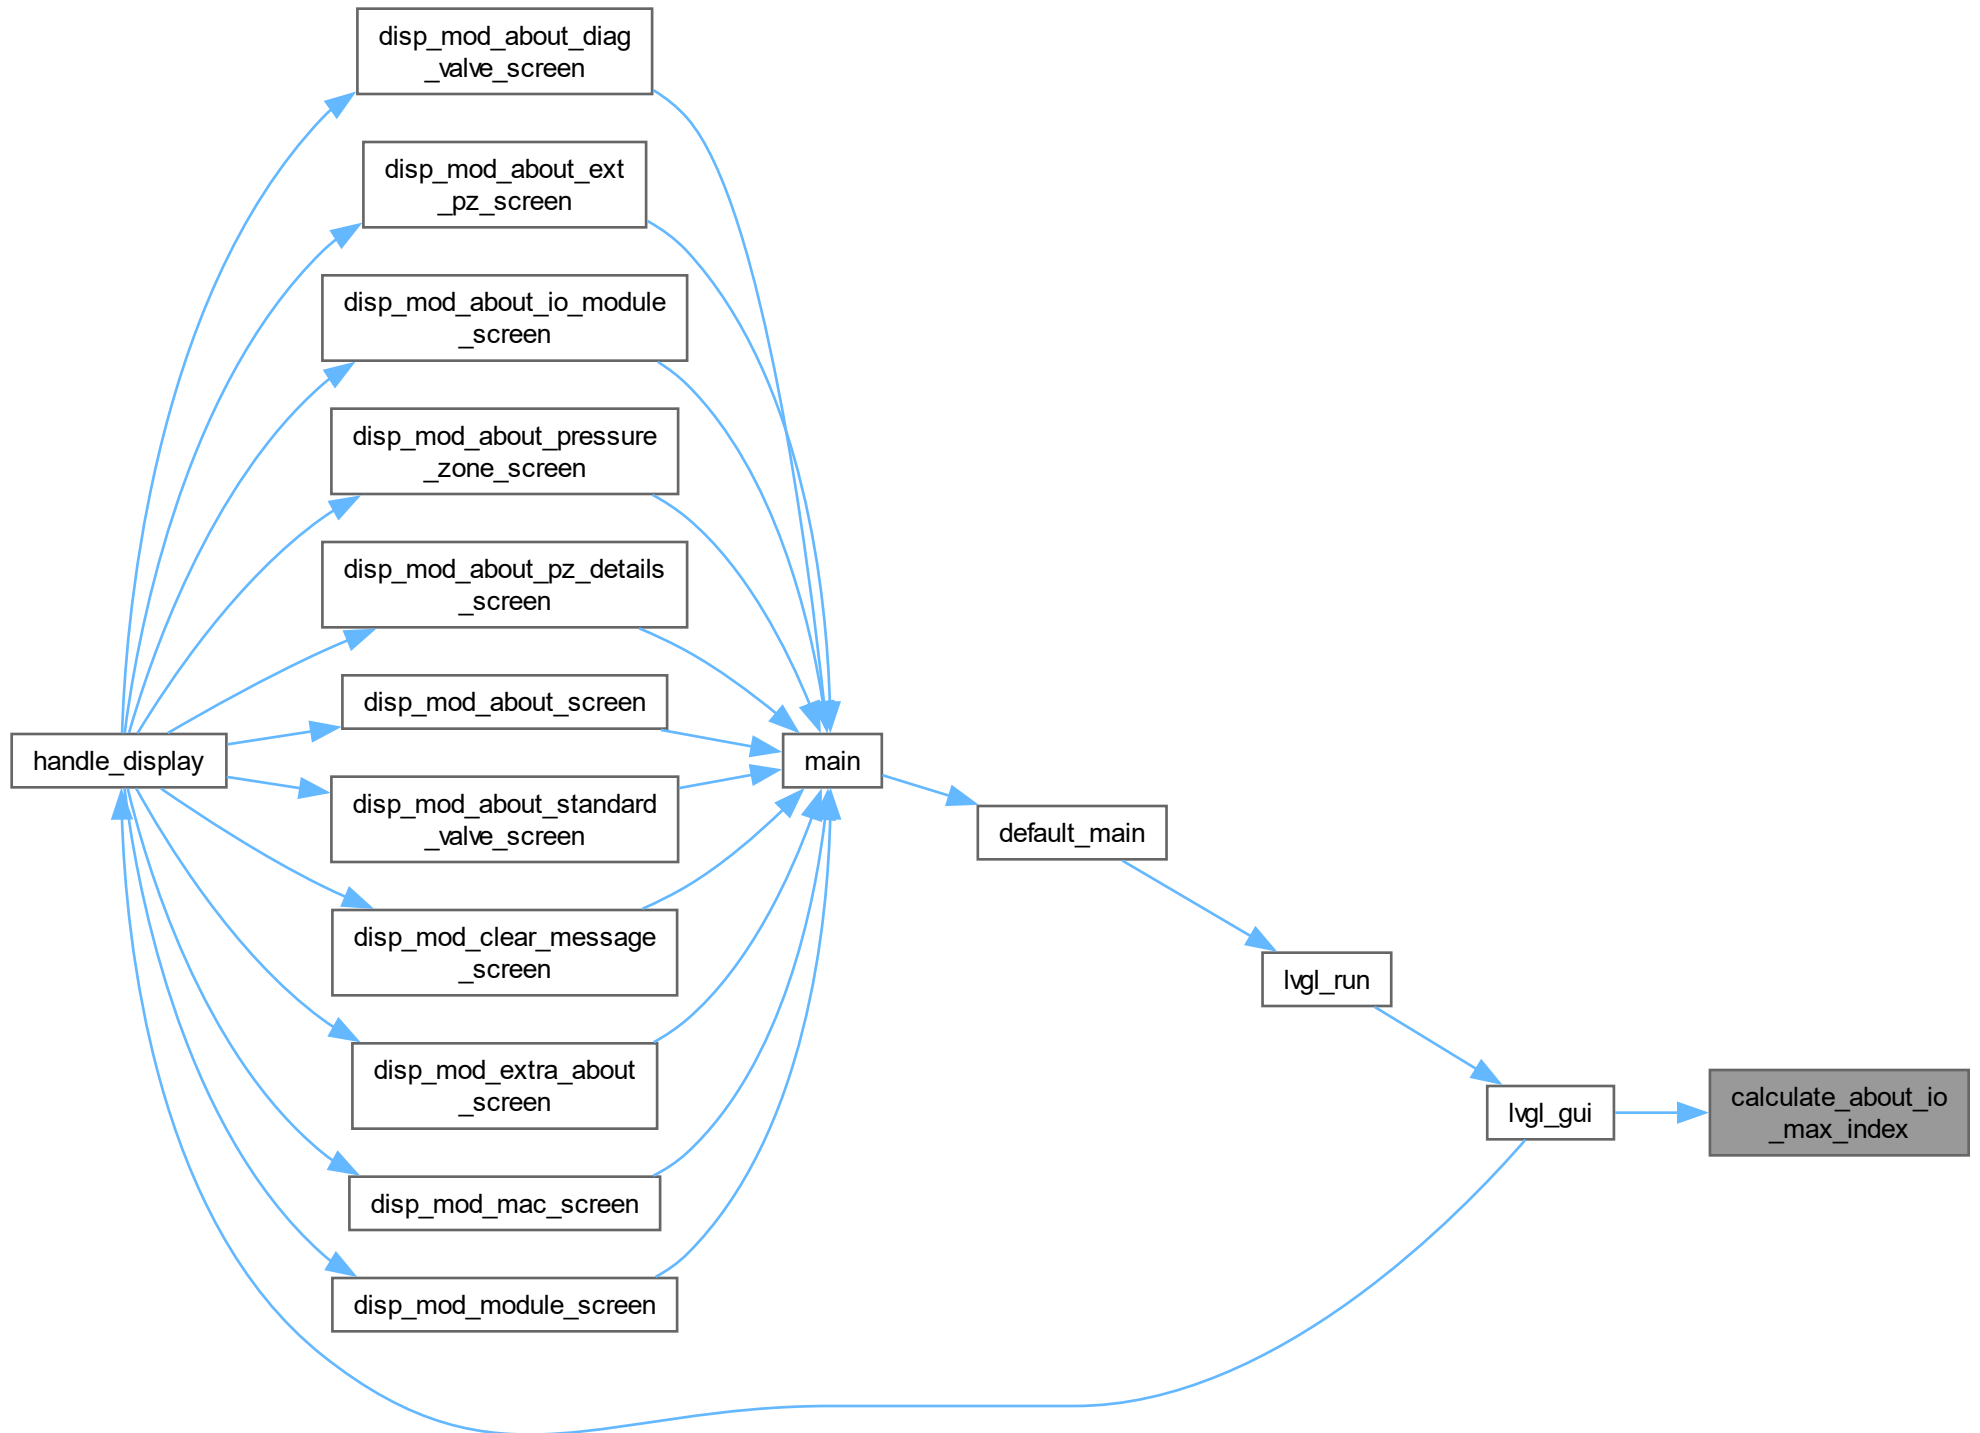 disp_mod_about_diag
_valve_screen
disp_mod_about_ext
_pz_screen
disp_mod_about_io_module
_screen
disp_mod_about_pressure
_zone_screen
disp_mod_about_pz_details
_screen
disp_mod_about_screen
handle_display
main
disp_mod_about_standard
_valve_screen
default_main
disp_mod_clear_message
_screen
lvgl_run
disp_mod_extra_about
_screen
lvgl_gui
calculate_about_io
_max_index
disp_mod_mac_screen
disp_mod_module_screen